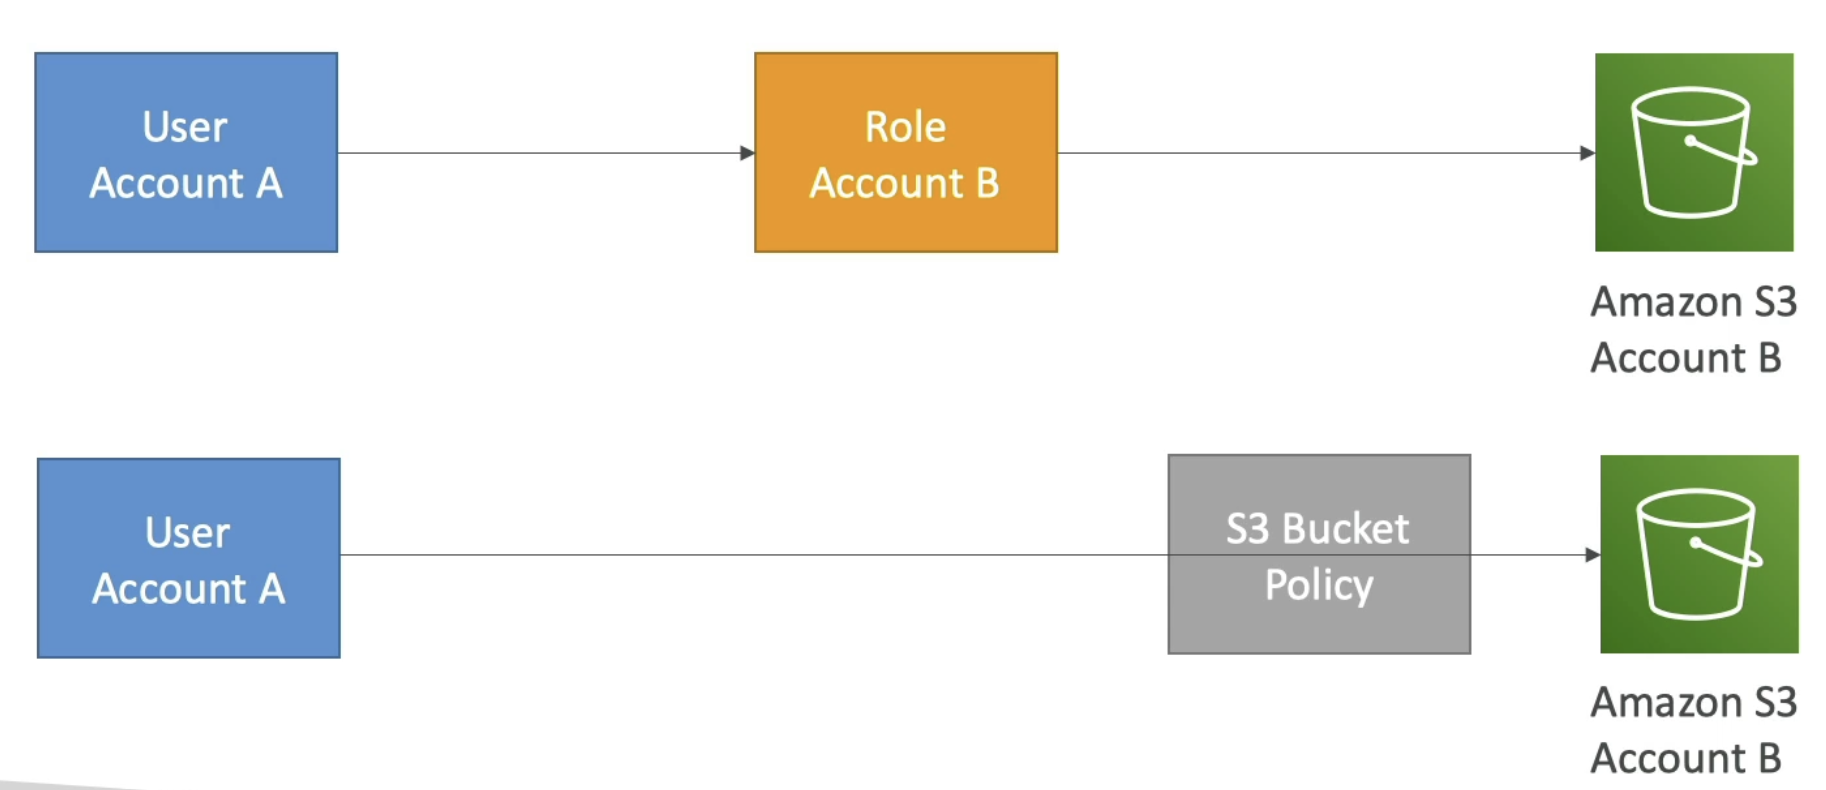 User
Account A
Role
Account B
Amazon S3
Account B
User
Account A
S3 Bucket
Policy
Amazon S3
Account B